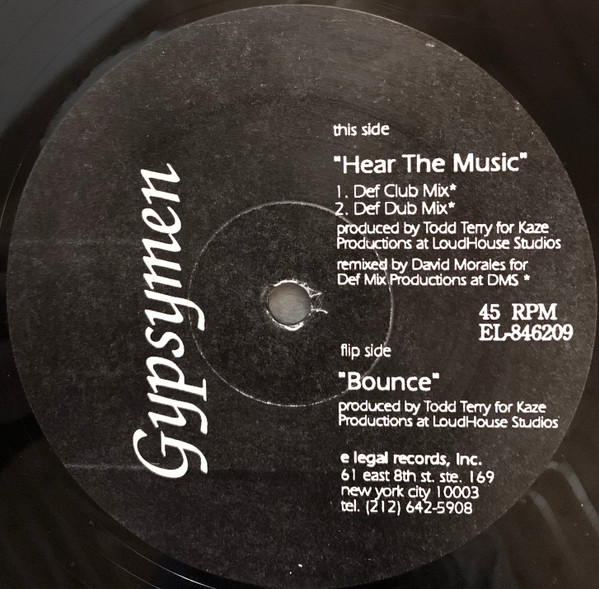 Gypsymen
this side
"Hear The Music"
1. Def Club Mix*
2. Def Dub Mix*
produced by Todd Terry for Kaze
Productions at LoudHouse Studios
remixed by David Morales for
Def Mix Productions at DMS *
45 RPM
EL-846209
flip side
"Bounce"
produced by Todd Terry for Kaze
Productions at LoudHouse Studios
e legal records, Inc.
61 east 8th st. ste. 169
new york city 10003
tel. (212) 642-5908